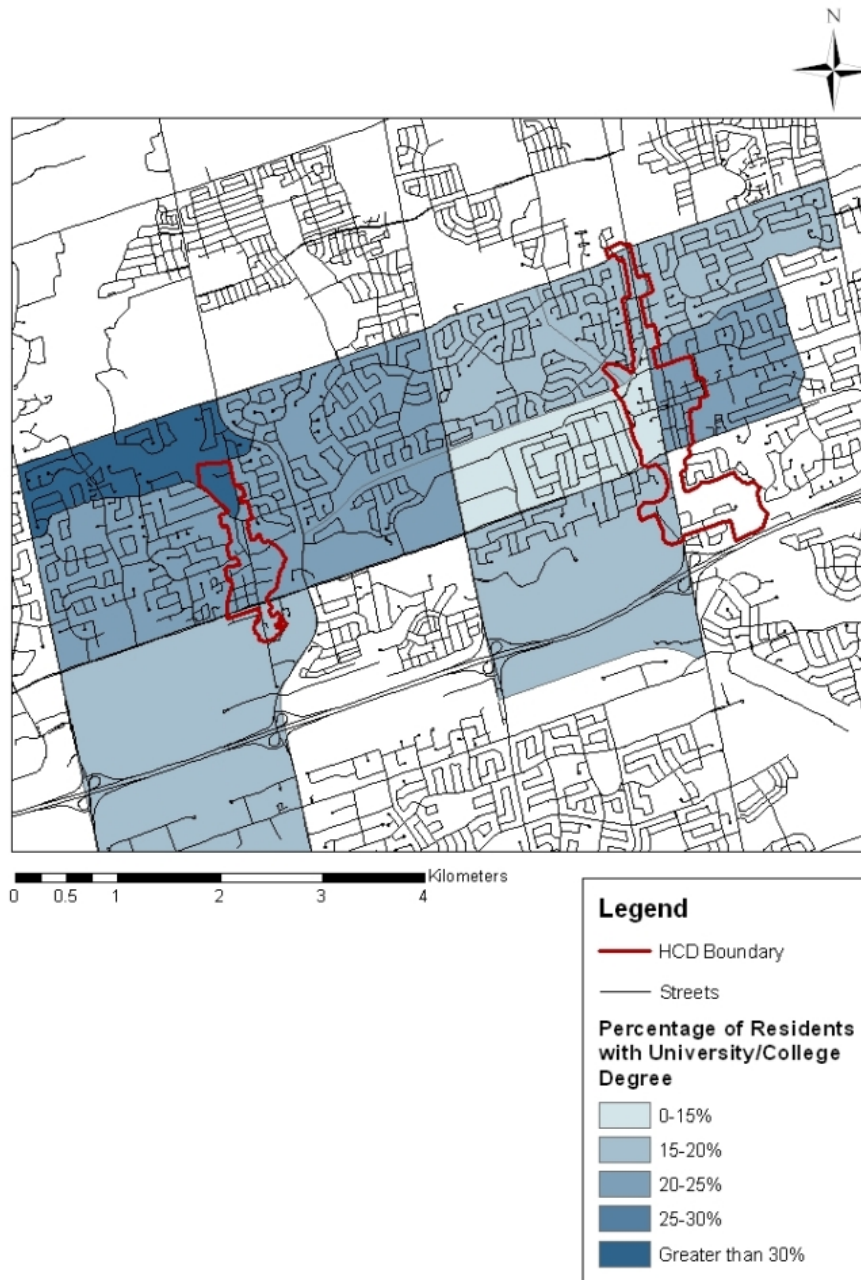 N
Kilometers
0 0.5 1 2 3 4
Legend
HCD Boundary
Streets
Percentage of Residents
with University/College
Degree
0-15%
15-20%
20-25%
25-30%
Greater than 30%